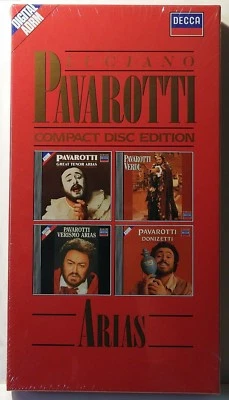 DIGITAL
ADRM
DECCA
LUCIANO
PAVAROTTI
COMPACT DISC EDITION
PAVAROTTI
GREAT TENOR ARIAS
PAVAROTTI
VERDI
PAVAROTTI
VERISMO ARIAS
PAVAROTTI
DONIZETTI
ARIAS